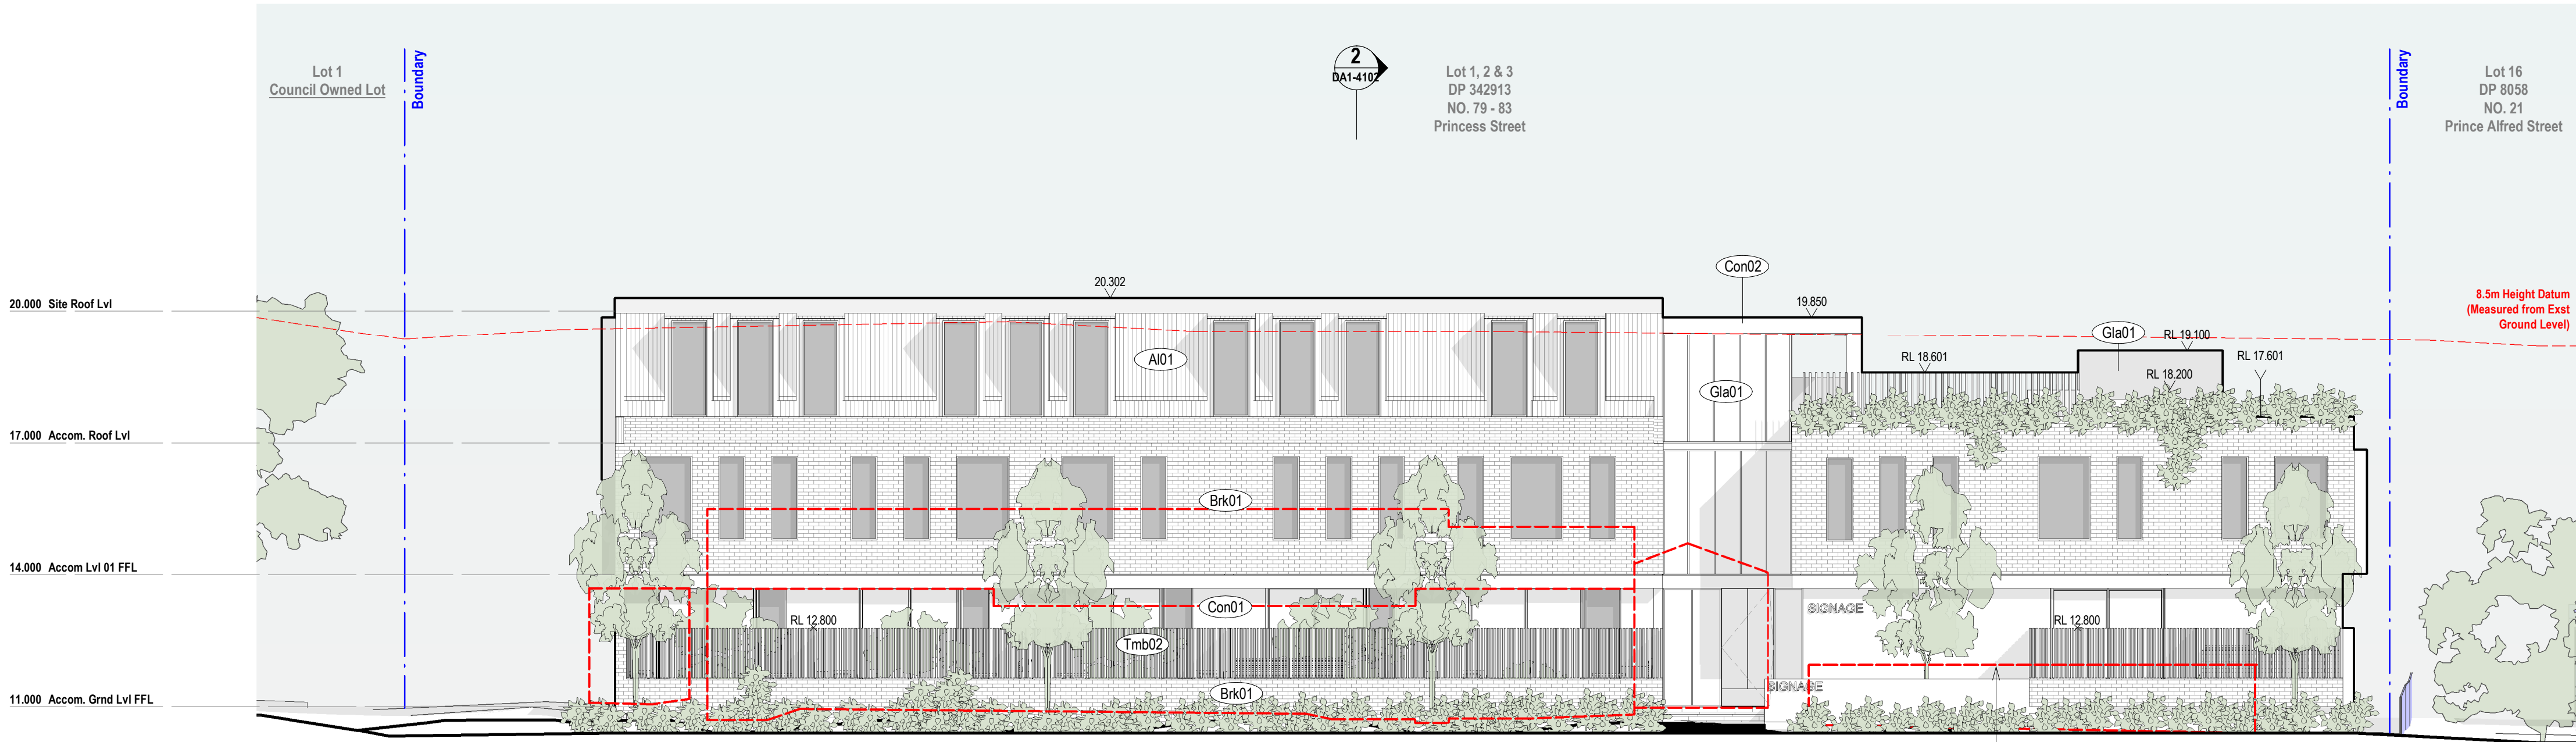 Lot 1
Council Owned Lot
Boundary
2
DA1-4102
Lot 1, 2 & 3
DP 342913
NO. 79 - 83
Princess Street
Boundary
Lot 16
DP 8058
NO. 21
Prince Alfred Street
Con02
20.302
19.850
8.5m Height Datum
(Measured from Exst
Ground Level)
20.000 Site Roof Lvl
Gla01
RL 19.100
RL 18.601
RL 17.601
Al01
RL 18.200
Gla01
17.000 Accom. Roof Lvl
Brk01
14.000 Accom Lvl 01 FFL
Con01
SIGNAGE
RL 12.800
RL 12.800
Tmb02
SIGNAGE
Brk01
11.000 Accom. Grnd Lvl FFL